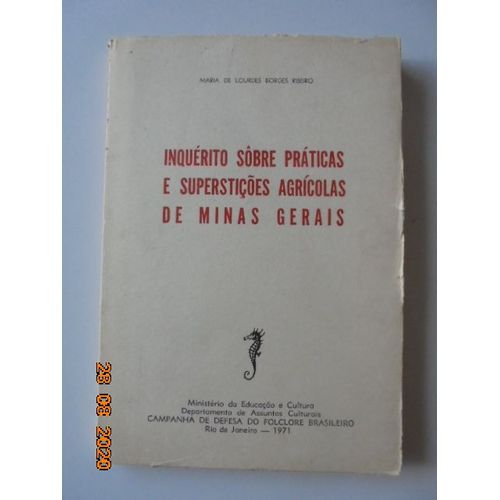 MARIA DE LOURDES BORGES RIBEIRO
INQUÉRITO SÔBRE PRÁTICAS
E SUPERSTIÇÕES AGRÍCOLAS
DE MINAS GERAIS
Ministério da Educação e Cultura
Departamento de Assuntos Culturais
CAMPANHA DE DEFESA DO FOLCLORE BRASILEIRO
Rio de Janeiro — 1971
28 08 2020